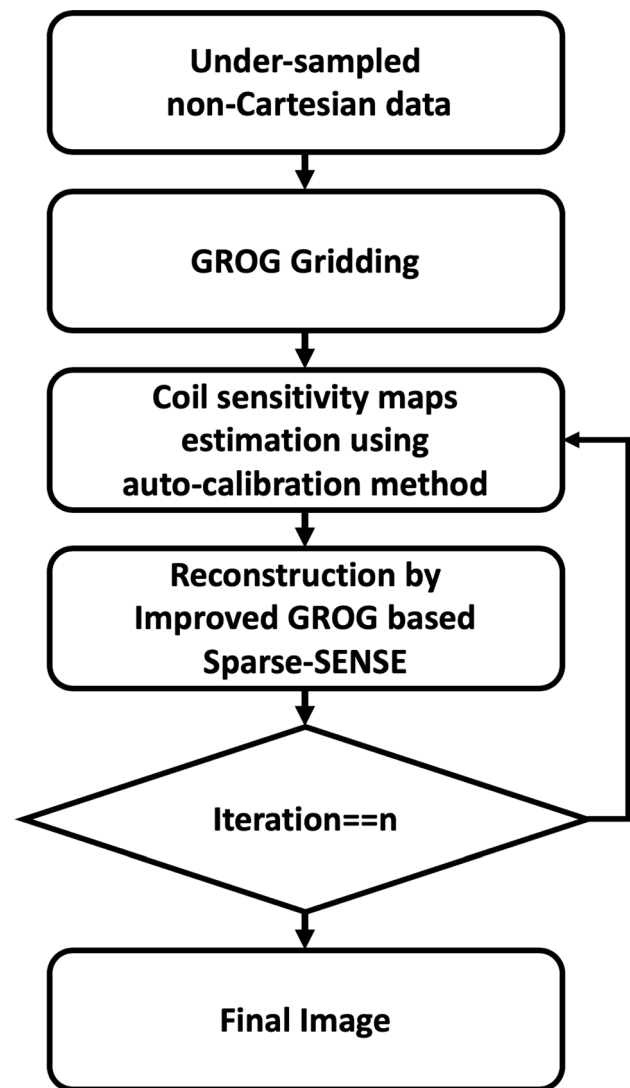 Under-sampled
non-Cartesian data
GROG Gridding
Coil sensitivity maps
estimation using
auto-calibration method
Reconstruction by
Improved GROG based
Sparse-SENSE
Iteration==n
Final Image